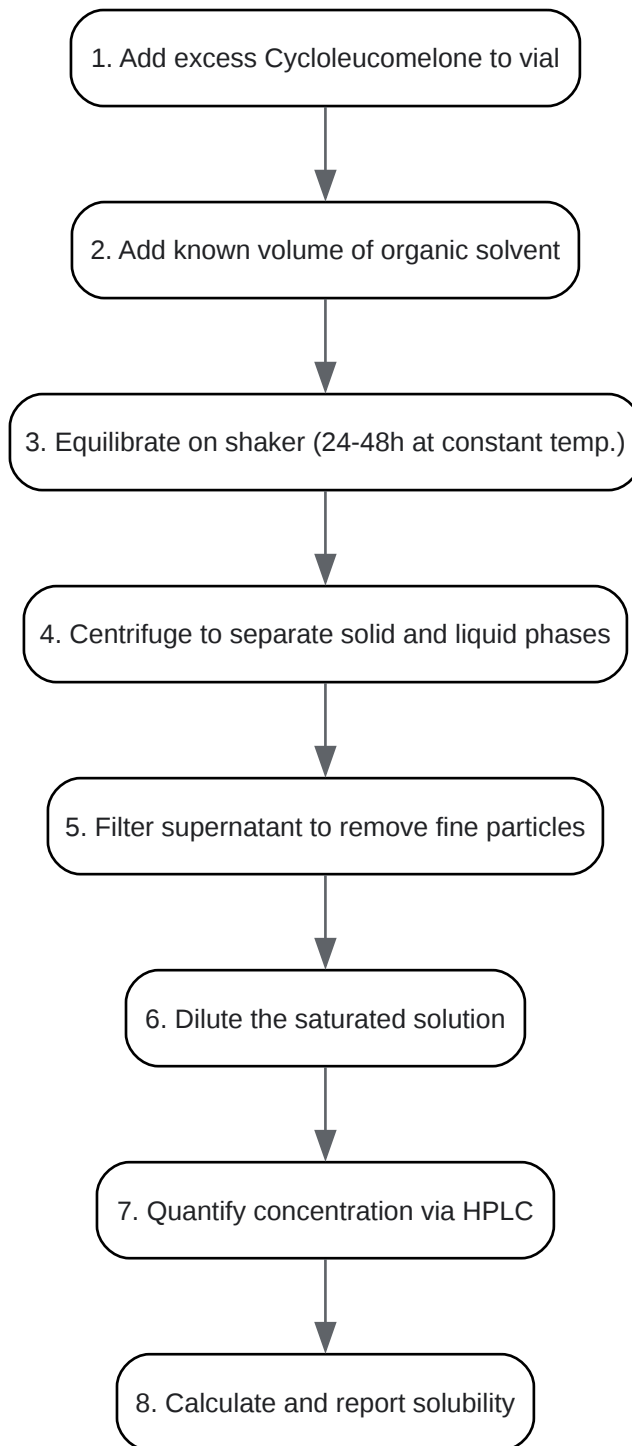 1. Add excess Cycloleucomelone to vial
2. Add known volume of organic solvent
3. Equilibrate on shaker (24-48h at constant temp.)
4. Centrifuge to separate solid and liquid phases
5. Filter supernatant to remove fine particles
6. Dilute the saturated solution
7. Quantify concentration via HPLC
8. Calculate and report solubility